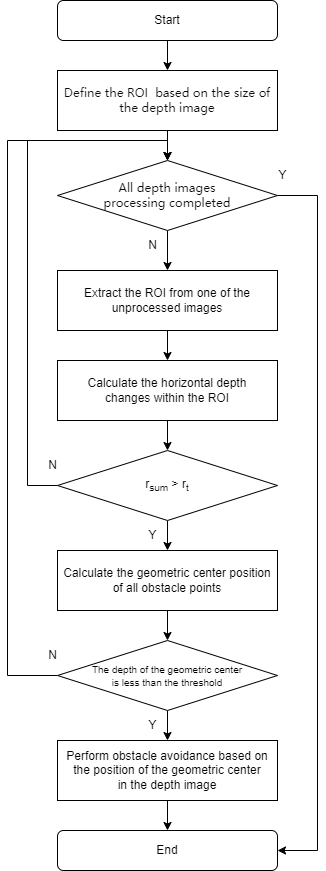 Start
Define the ROI based on the size of
the depth image
All depth images
processing completed
Y
N
Extract the ROI from one of the
unprocessed images
Calculate the horizontal depth
changes within the ROI
N
rsum > rt
Y
Calculate the geometric center position
of all obstacle points
N
The depth of the geometric center
is less than the threshold
Y
Perform obstacle avoidance based on
the position of the geometric center
in the depth image
End